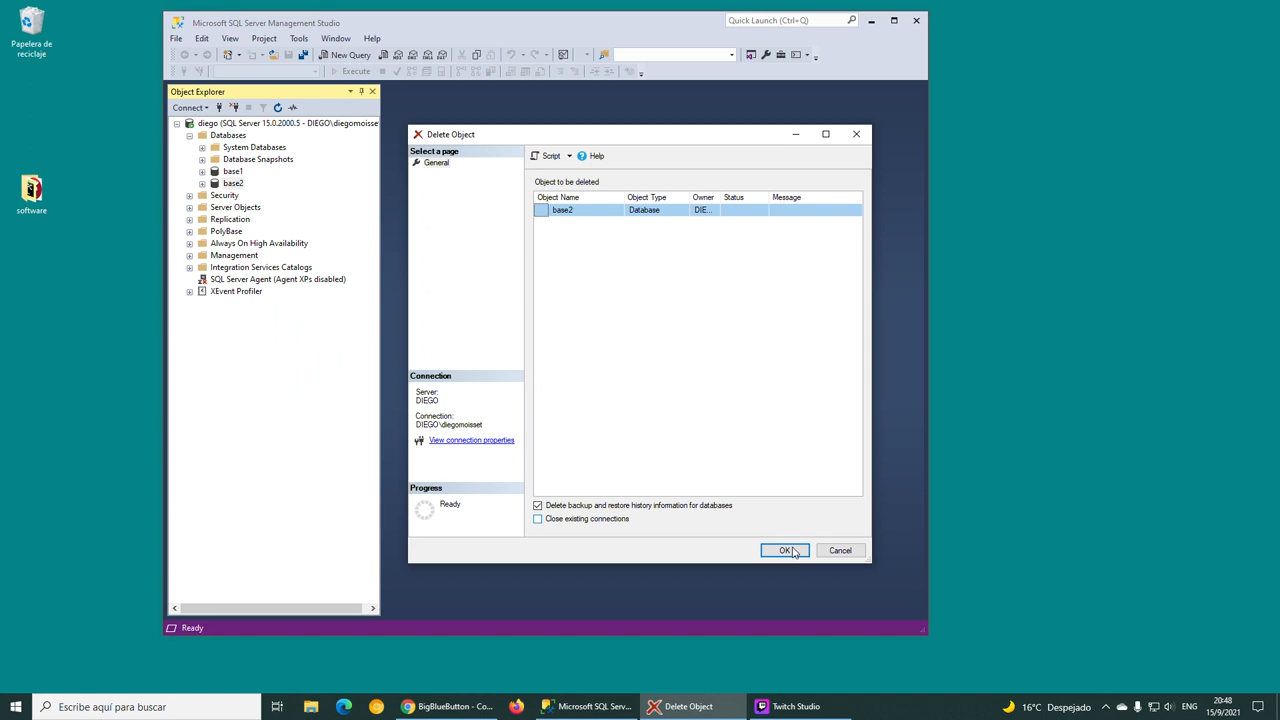 Papelera de
reciclaje
software
Microsoft SQL Server Management Studio
Quick Launch (Ctrl+Q)
File Edit View Project Tools Window Help
New Query
Execute
Object Explorer
Connect
diego (SQL Server 15.0.2000.5 - DIEGO\diegomoisse
Databases
System Databases
Database Snapshots
base1
base2
Security
Server Objects
Replication
PolyBase
Always On High Availability
Management
Integration Services Catalogs
SQL Server Agent (Agent XPs disabled)
XEvent Profiler
Ready
Delete Object
Select a page
General
Connection
Server:
DIEGO
Connection:
DIEGO\diegomoisset
View connection properties
Progress
Ready
Script Help
Object to be deleted
Object Name Object Type Owner Status Message
base2 Database DIE...
Delete backup and restore history information for databases
Close existing connections
OK Cancel
Escribe aquí para buscar
BigBlueButton - Co...
Microsoft SQL Serv...
Delete Object
Twitch Studio
16°C Despejado
ENG
20:48
15/9/2021